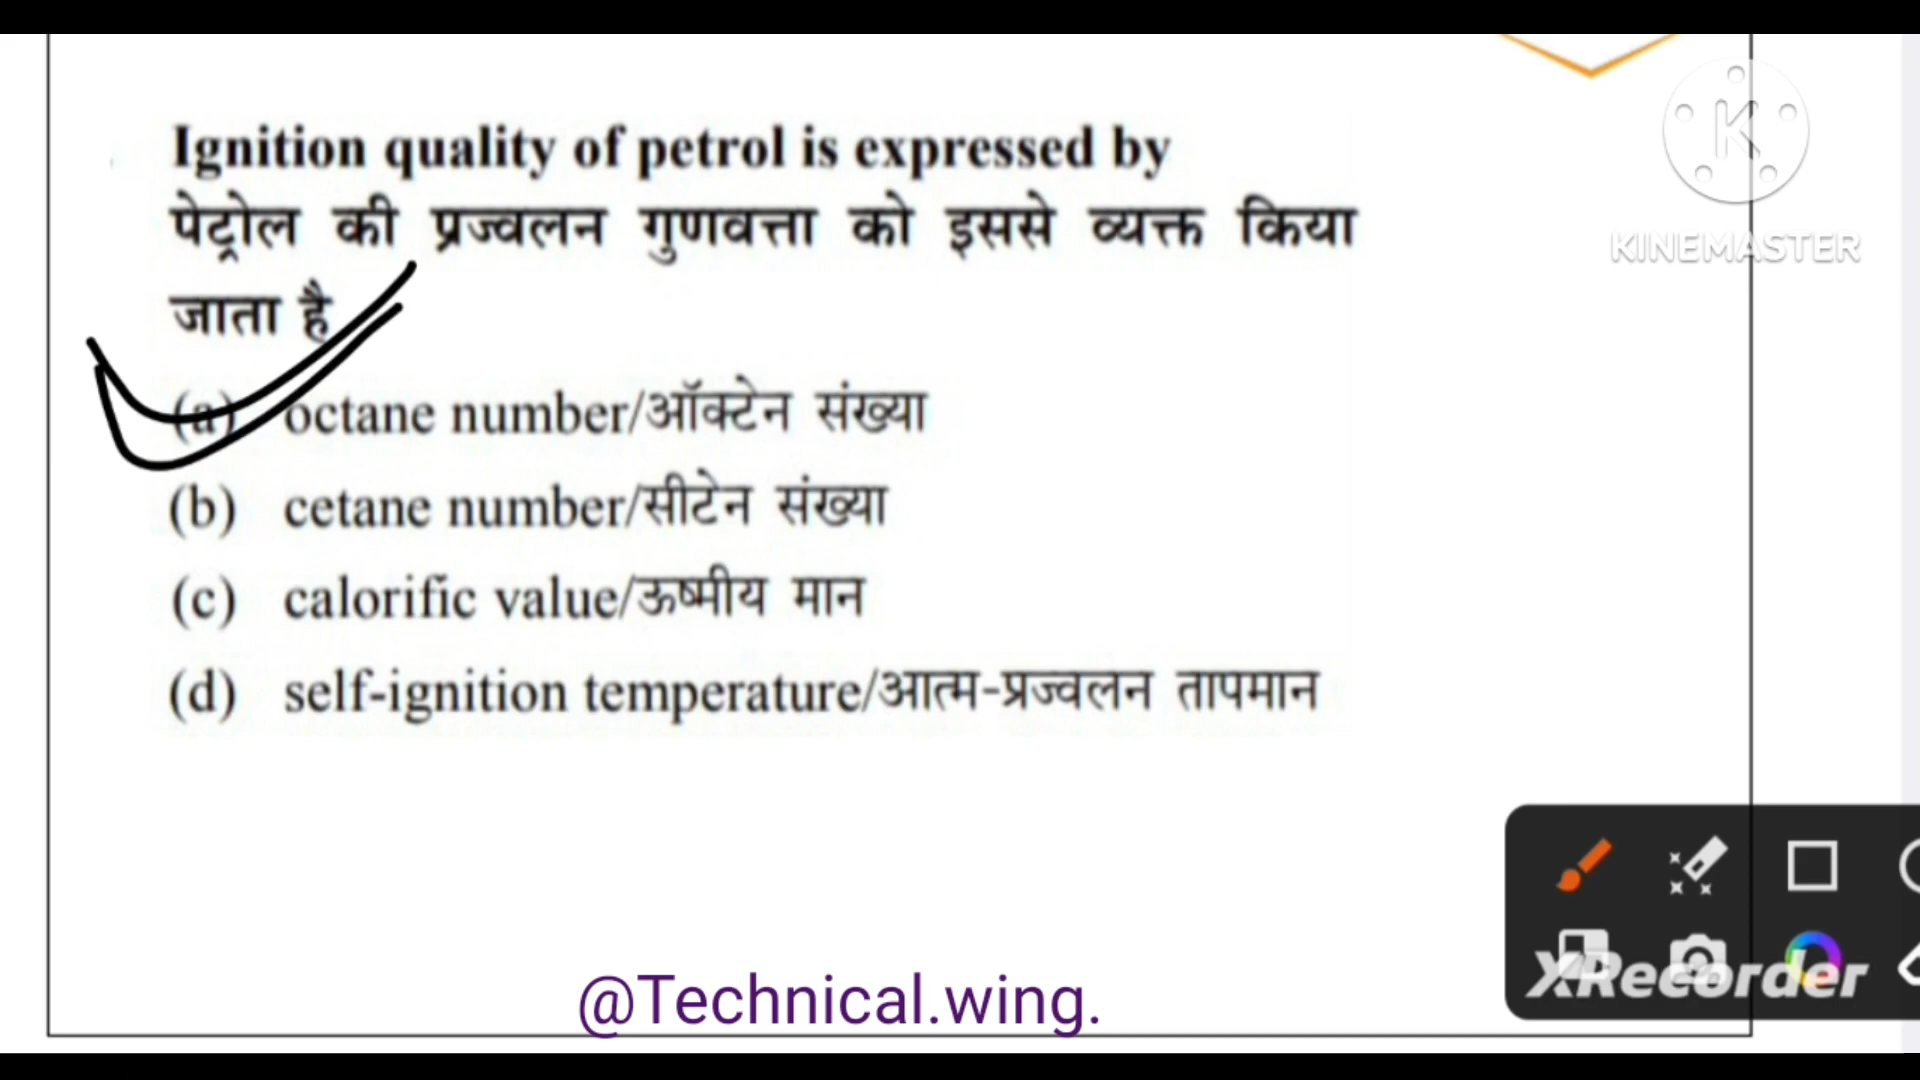 Ignition quality of petrol is expressed by
पेट्रोल की प्रज्वलन गुणवत्ता को इससे व्यक्त किया
जाता है
(a) octane number/ऑक्टेन संख्या
(b) cetane number/सीटेन संख्या
(c) calorific value/ऊष्मीय मान
(d) self-ignition temperature/आत्म-प्रज्वलन तापमान
K
KINEMASTER
XRecorder
@Technical.wing.